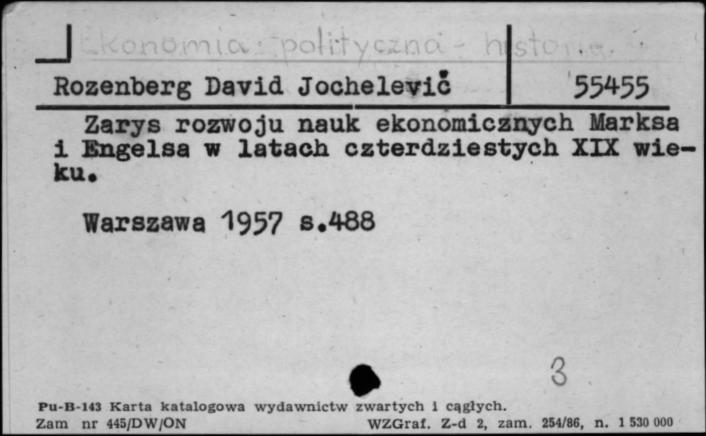 Ekonomia polityczna - historia
Rozenberg David Jochelevič 55455
Zarys rozwoju nauk ekonomicznych Marksa
i Engelsa w latach czterdziestych XIX wie-
ku.
Warszawa 1957 s.488
3
Pu-B-143 Karta katalogowa wydawnictw zwartych i cągłych.
Zam nr 445/DW/ON WZGraf. Z-d 2, zam. 254/86, n. 1 530 000